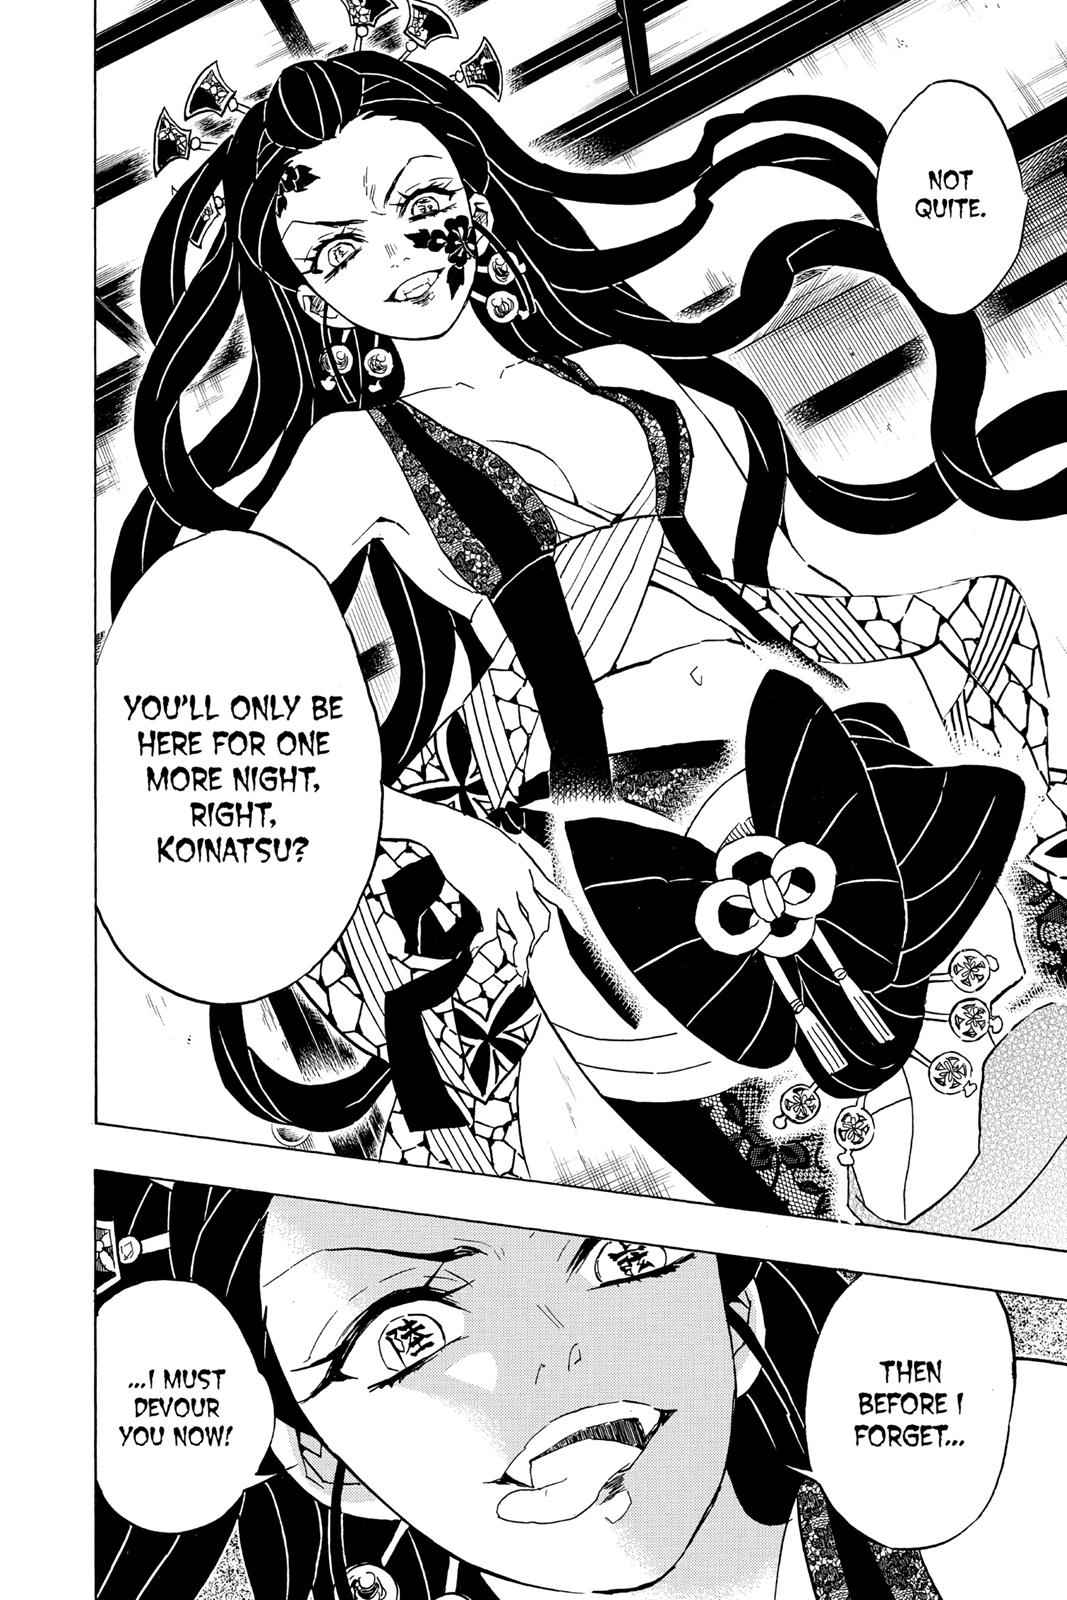 NOT
QUITE.
YOU'LL ONLY BE
HERE FOR ONE
MORE NIGHT,
RIGHT,
KOINATSU?
THEN
BEFORE I
FORGET...
...I MUST
DEVOUR
YOU NOW!
陸
弦